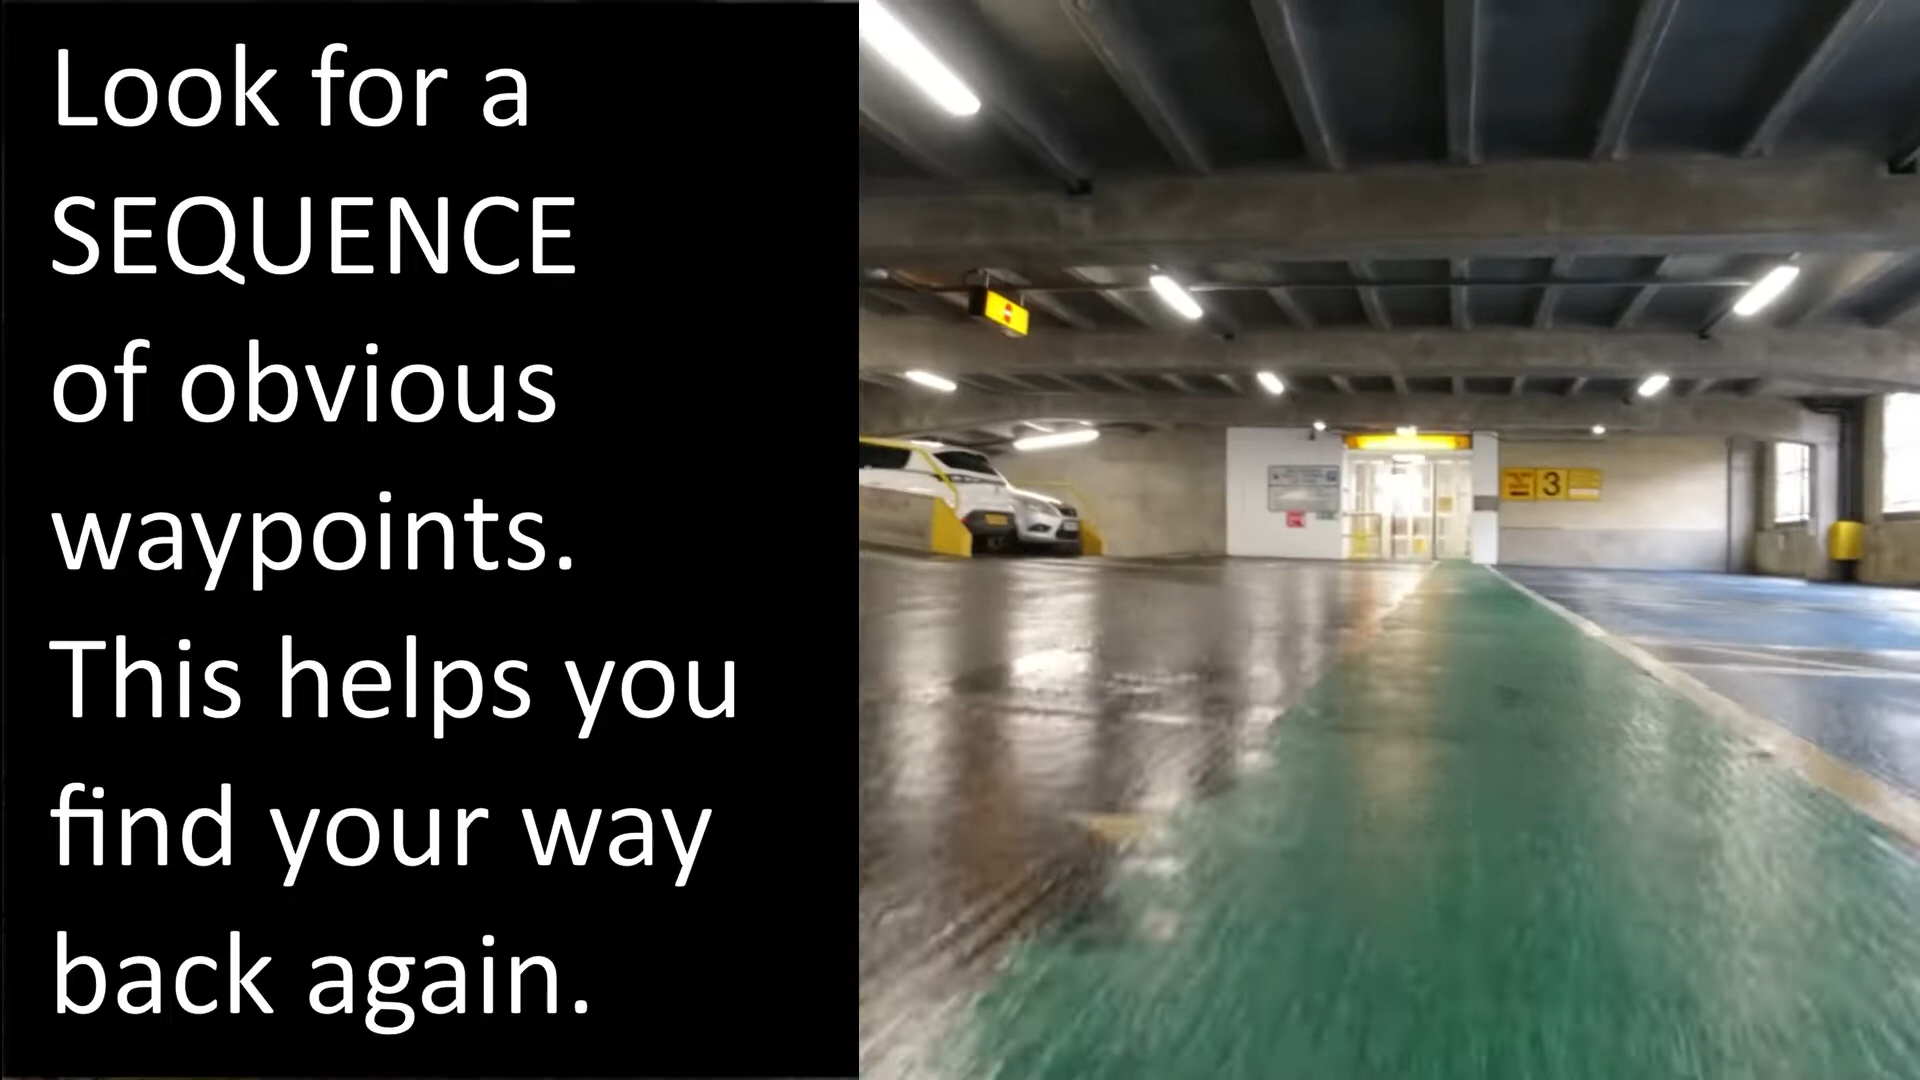 Look for a
SEQUENCE
of obvious
waypoints.
This helps you
find your way
back again.
3